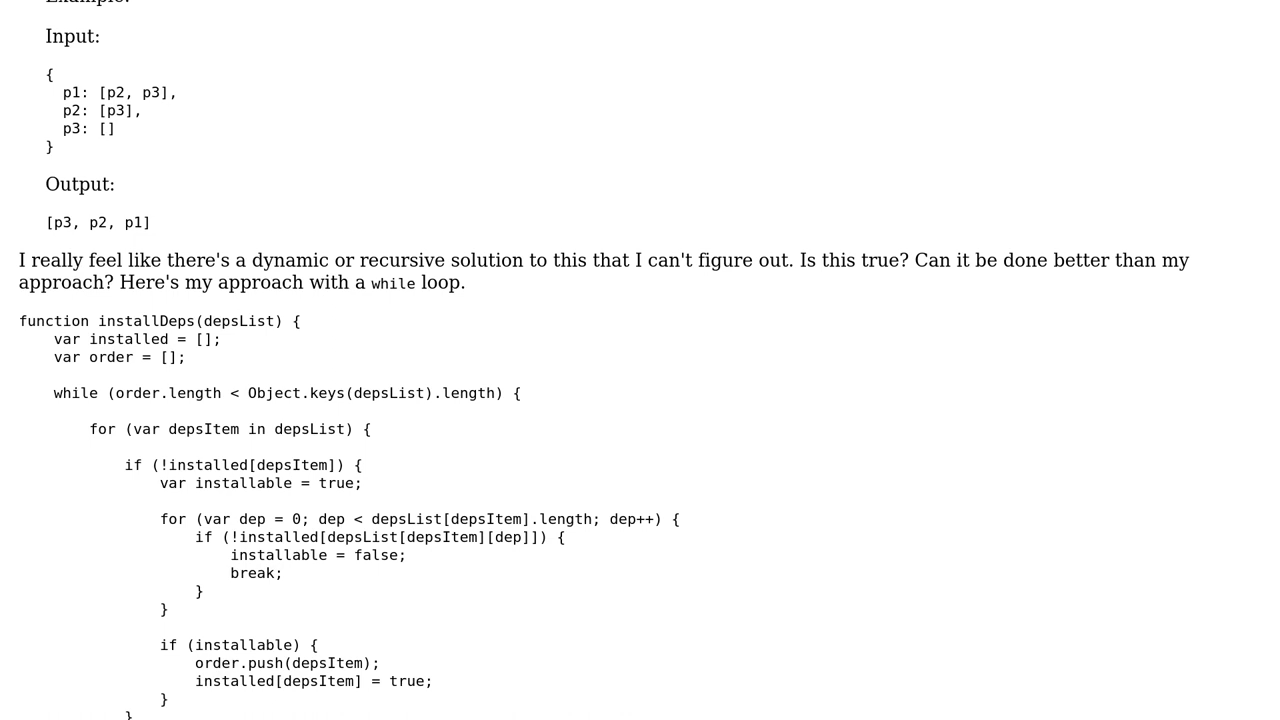 Example:
Input:
{
  p1: [p2, p3],
  p2: [p3],
  p3: []
}
Output:
[p3, p2, p1]
I really feel like there's a dynamic or recursive solution to this that I can't figure out. Is this true? Can it be done better than my
approach? Here's my approach with a while loop.
function installDeps(depsList) {
    var installed = [];
    var order = [];
    while (order.length < Object.keys(depsList).length) {
        for (var depsItem in depsList) {
            if (!installed[depsItem]) {
                var installable = true;
                for (var dep = 0; dep < depsList[depsItem].length; dep++) {
                    if (!installed[depsList[depsItem][dep]]) {
                        installable = false;
                        break;
                    }
                }
                if (installable) {
                    order.push(depsItem);
                    installed[depsItem] = true;
                }
            }